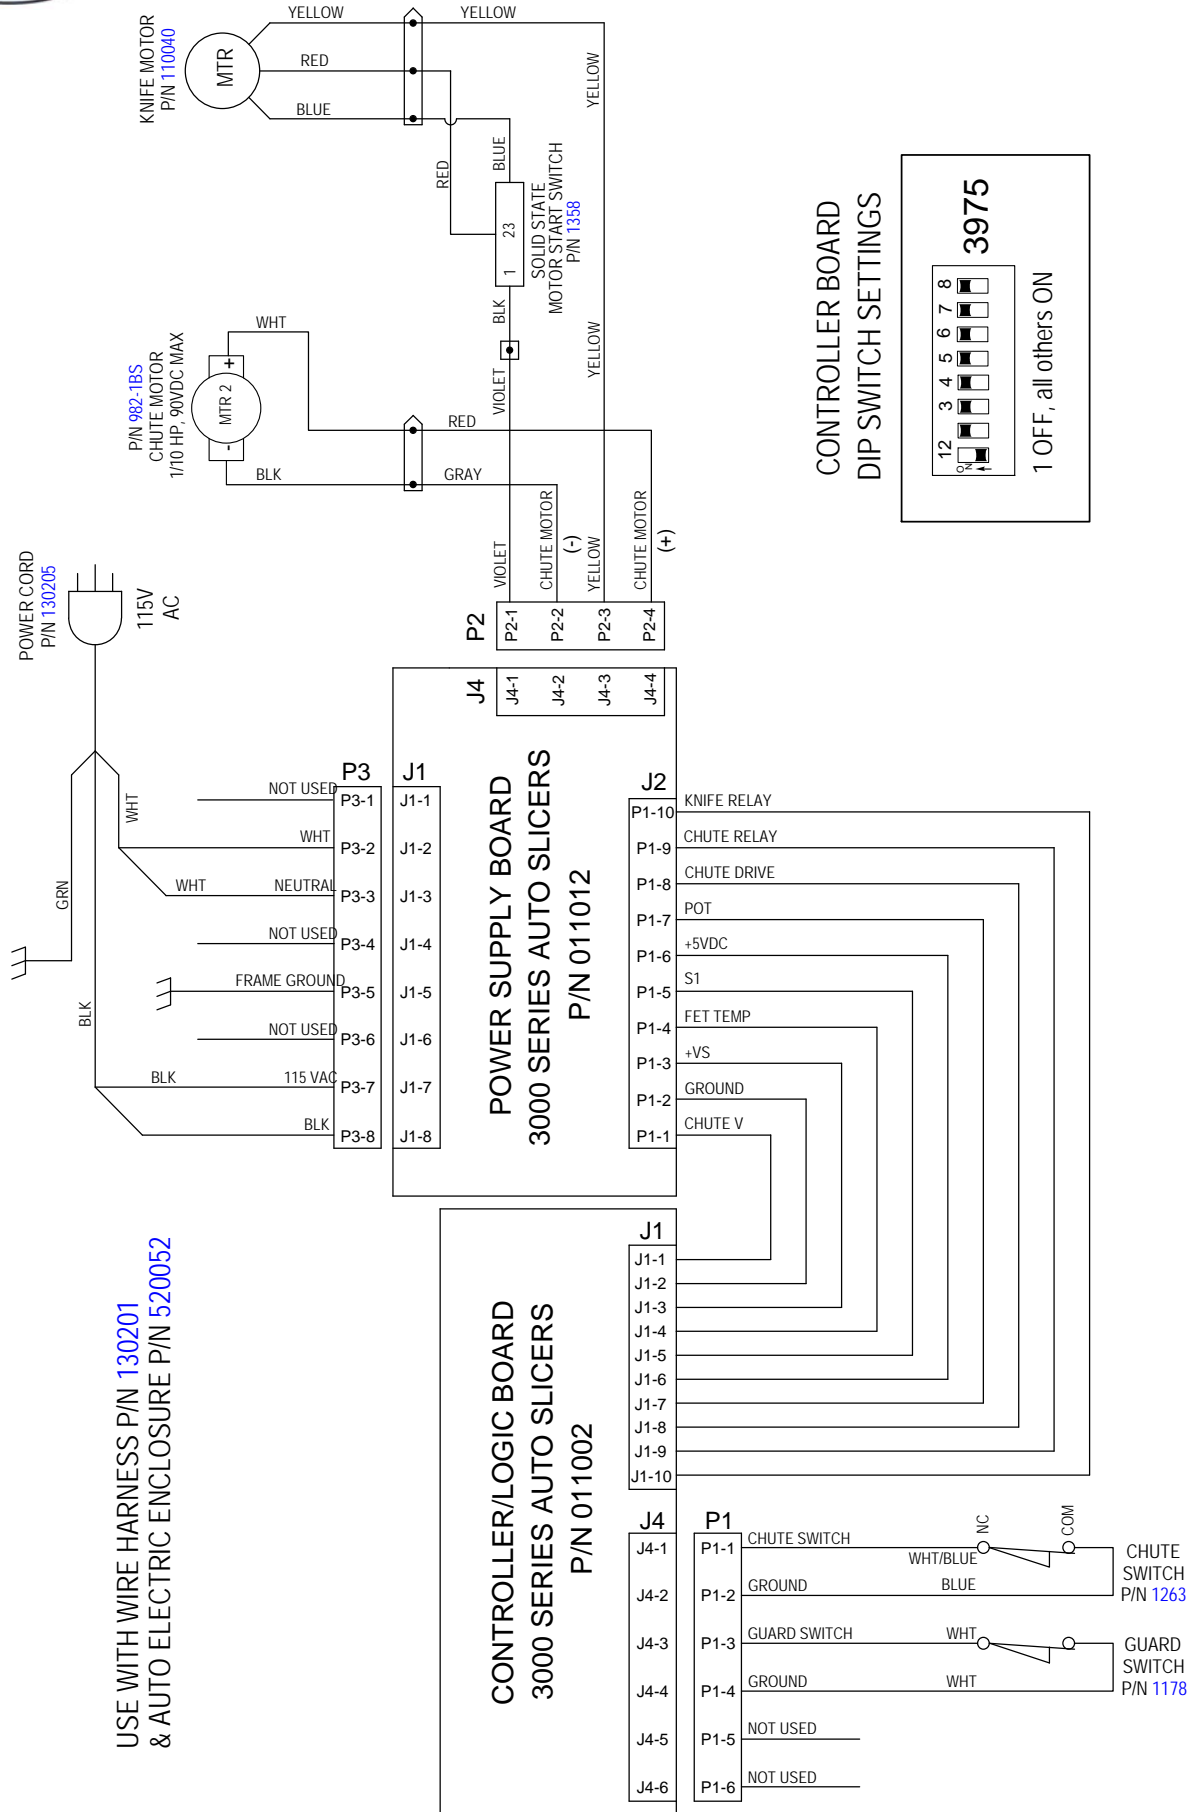 YELLOW
YELLOW
KNIFE MOTOR
P/N 110040
MTR
RED
BLUE
YELLOW
RED
BLUE
1 23
SOLID STATE
MOTOR START SWITCH
P/N 1358
BLK
VIOLET
YELLOW
P/N 982-1BS
CHUTE MOTOR
1/10 HP, 90VDC MAX
MTR 2
-
+
WHT
BLK
GRAY
RED
CONTROLLER BOARD
DIP SWITCH SETTINGS
12 3 4 5 6 7 8
ON
3975
1 OFF, all others ON
POWER CORD
P/N 130205
115V
AC
VIOLET
CHUTE MOTOR
(-)
YELLOW
CHUTE MOTOR
(+)
P2
P2-1
P2-2
P2-3
P2-4
J4
J4-1
J4-2
J4-3
J4-4
GRN
WHT
BLK
P3
J1
NOT USED
P3-1
J1-1
WHT
P3-2
J1-2
WHT
NEUTRAL
P3-3
J1-3
NOT USED
P3-4
J1-4
FRAME GROUND
P3-5
J1-5
NOT USED
P3-6
J1-6
BLK
115 VAC
P3-7
J1-7
BLK
P3-8
J1-8
POWER SUPPLY BOARD
3000 SERIES AUTO SLICERS
P/N 011012
J2
P1-10
KNIFE RELAY
P1-9
CHUTE RELAY
P1-8
CHUTE DRIVE
P1-7
POT
P1-6
+5VDC
P1-5
S1
P1-4
FET TEMP
P1-3
+VS
P1-2
GROUND
P1-1
CHUTE V
USE WITH WIRE HARNESS P/N 130201
& AUTO ELECTRIC ENCLOSURE P/N 520052
CONTROLLER/LOGIC BOARD
3000 SERIES AUTO SLICERS
P/N 011002
J1
J1-1
J1-2
J1-3
J1-4
J1-5
J1-6
J1-7
J1-8
J1-9
J1-10
J4
P1
J4-1
P1-1
CHUTE SWITCH
WHT/BLUE
NC
COM
J4-2
P1-2
GROUND
BLUE
CHUTE
SWITCH
P/N 1263
J4-3
P1-3
GUARD SWITCH
WHT
J4-4
P1-4
GROUND
WHT
GUARD
SWITCH
P/N 1178
J4-5
P1-5
NOT USED
J4-6
P1-6
NOT USED